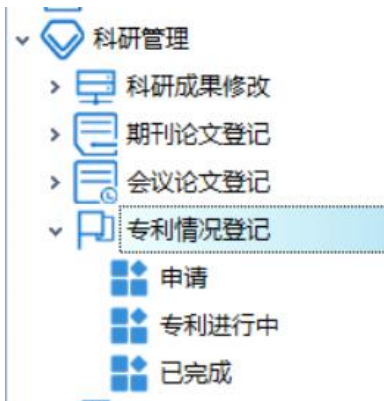 科研管理
科研成果修改
期刊论文登记
会议论文登记
专利情况登记
申请
专利进行中
已完成